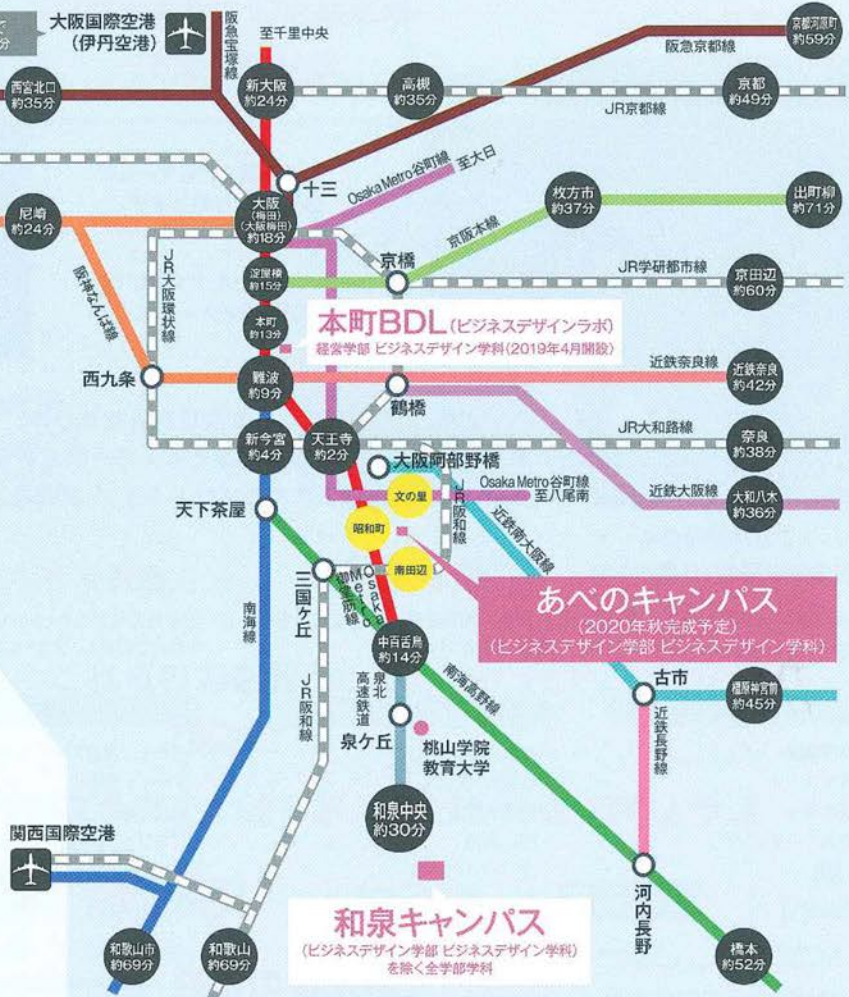 で
分
大阪国際空港
(伊丹空港)
阪急宝塚線
至千里中央
阪急京都線
京都河原町
約59分
西宮北口
約35分
新大阪
約24分
高槻
約35分
京都
約49分
JR京都線
十三
Osaka Metro谷町線 至大日
尼崎
約24分
大阪
(梅田)
(大阪梅田)
約18分
枚方市
約37分
出町柳
約71分
京阪本線
京橋
JR大阪環状線
阪神なんば線
淀屋橋
約15分
JR学研都市線
京田辺
約60分
本町
約13分
本町BDL(ビジネスデザインラボ)
経営学部 ビジネスデザイン学科(2019年4月開設)
近鉄奈良線
西九条
難波
約9分
鶴橋
近鉄奈良
約42分
JR大和路線
新今宮
約4分
天王寺
約2分
奈良
約38分
大阪阿部野橋
Osaka Metro谷町線
至八尾南
近鉄大阪線
大和八木
約36分
文の里
JR阪和線
近鉄南大阪線
天下茶屋
昭和町
南田辺
三国ヶ丘
Osaka
Metro
御堂筋線
あべのキャンパス
(2020年秋完成予定)
(ビジネスデザイン学部 ビジネスデザイン学科)
南海線
中百舌鳥
約14分
JR阪和線
泉北
高速鉄道
南海高野線
古市
橿原神宮前
約45分
近鉄長野線
泉ケ丘
桃山学院
教育大学
和泉中央
約30分
関西国際空港
河内長野
和泉キャンパス
(ビジネスデザイン学部 ビジネスデザイン学科)
を除く全学部学科
和歌山市
約69分
和歌山
約69分
橋本
約52分